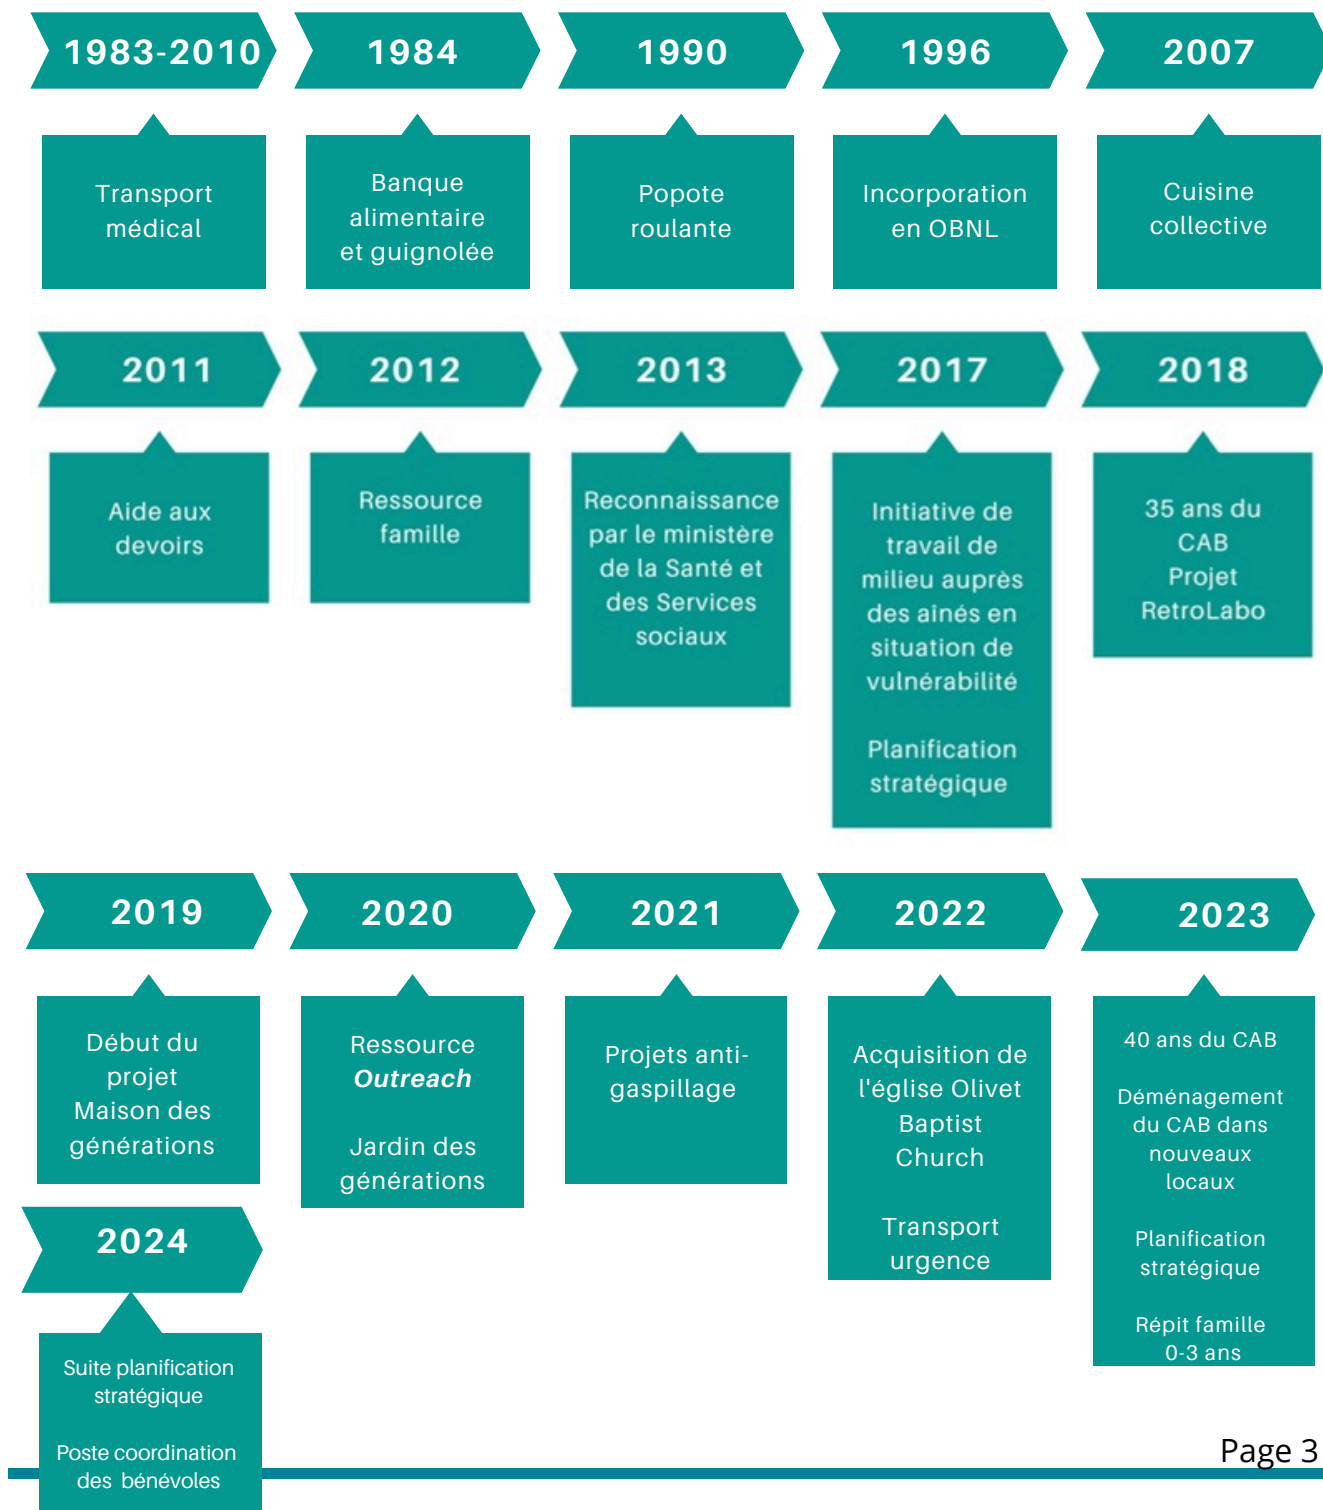 1983-2010
Transport
médical
1984
Banque
alimentaire
et guignolée
1990
Popote
roulante
1996
Incorporation
en OBNL
2007
Cuisine
collective
2011
Aide aux
devoirs
2012
Ressource
famille
2013
Reconnaissance
par le ministère
de la Santé et
des Services
sociaux
2017
Initiative de
travail de
milieu auprès
des aînés en
situation de
vulnérabilité
Planification
stratégique
2018
35 ans du
CAB
Projet
RetroLabo
2019
Début du
projet
Maison des
générations
2020
Ressource
Outreach
Jardin des
générations
2021
Projets anti-
gaspillage
2022
Acquisition de
l'église Olivet
Baptist
Church
Transport
urgence
2023
40 ans du CAB
Déménagement
du CAB dans
nouveaux
locaux
Planification
stratégique
Répit famille
0-3 ans
2024
Suite planification
stratégique
Poste coordination
des bénévoles
Page 3